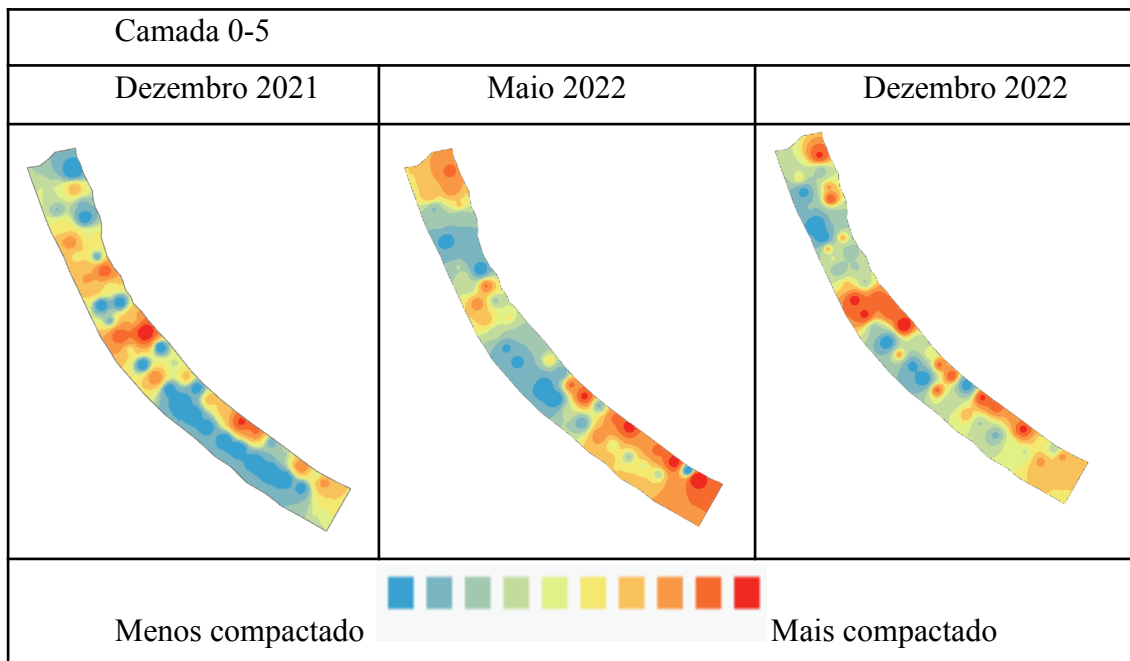 Camada 0-5
Dezembro 2021
Maio 2022
Dezembro 2022
Menos compactado
Mais compactado